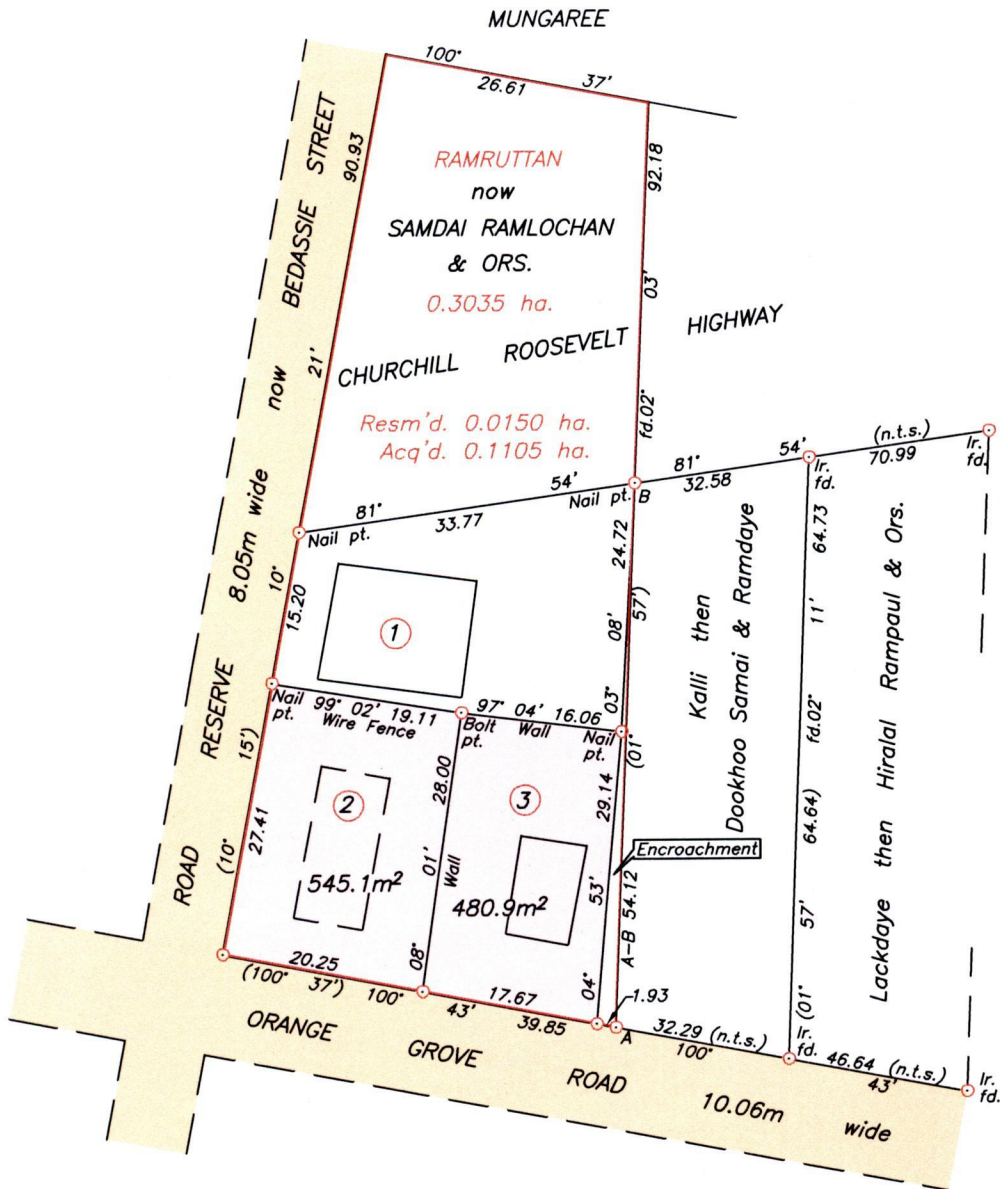 MUNGAREE
100° 37'
26.61
BEDASSIE STREET
90.93
92.18
RAMRUTTAN
now
SAMDAI RAMLOCHAN
& ORS.
0.3035 ha.
03'
CHURCHILL ROOSEVELT HIGHWAY
21'
now
Resm'd. 0.0150 ha.
Acq'd. 0.1105 ha.
fd.02°
81° 54'
33.77
Nail pt.
Nail pt.
B
81° 54'
32.58
(n.t.s.)
70.99
Ir.
fd.
Ir.
fd.
8.05m wide
10°
15.20
1
24.72
08'
03°
57')
(01°
Kalli then
Dookhoo Samai & Ramdaye
64.73
11'
fd.02°
64.64)
57'
(01°
Lackdaye then Hiralal Rampaul & Ors.
Nail
pt.
99° 02' 19.11
Wire Fence
Bolt
pt.
97° 04' 16.06
Wall
Nail
pt.
ROAD RESERVE
15')
27.41
(10°
2
545.1m²
28.00
01'
Wall
08°
3
480.9m²
29.14
53'
04°
Encroachment
A-B 54.12
20.25
(100° 37')
100° 43'
17.67
39.85
1.93
A
32.29 (n.t.s.)
100°
Ir.
fd.
46.64 (n.t.s.)
43'
Ir.
fd.
ORANGE GROVE ROAD 10.06m wide